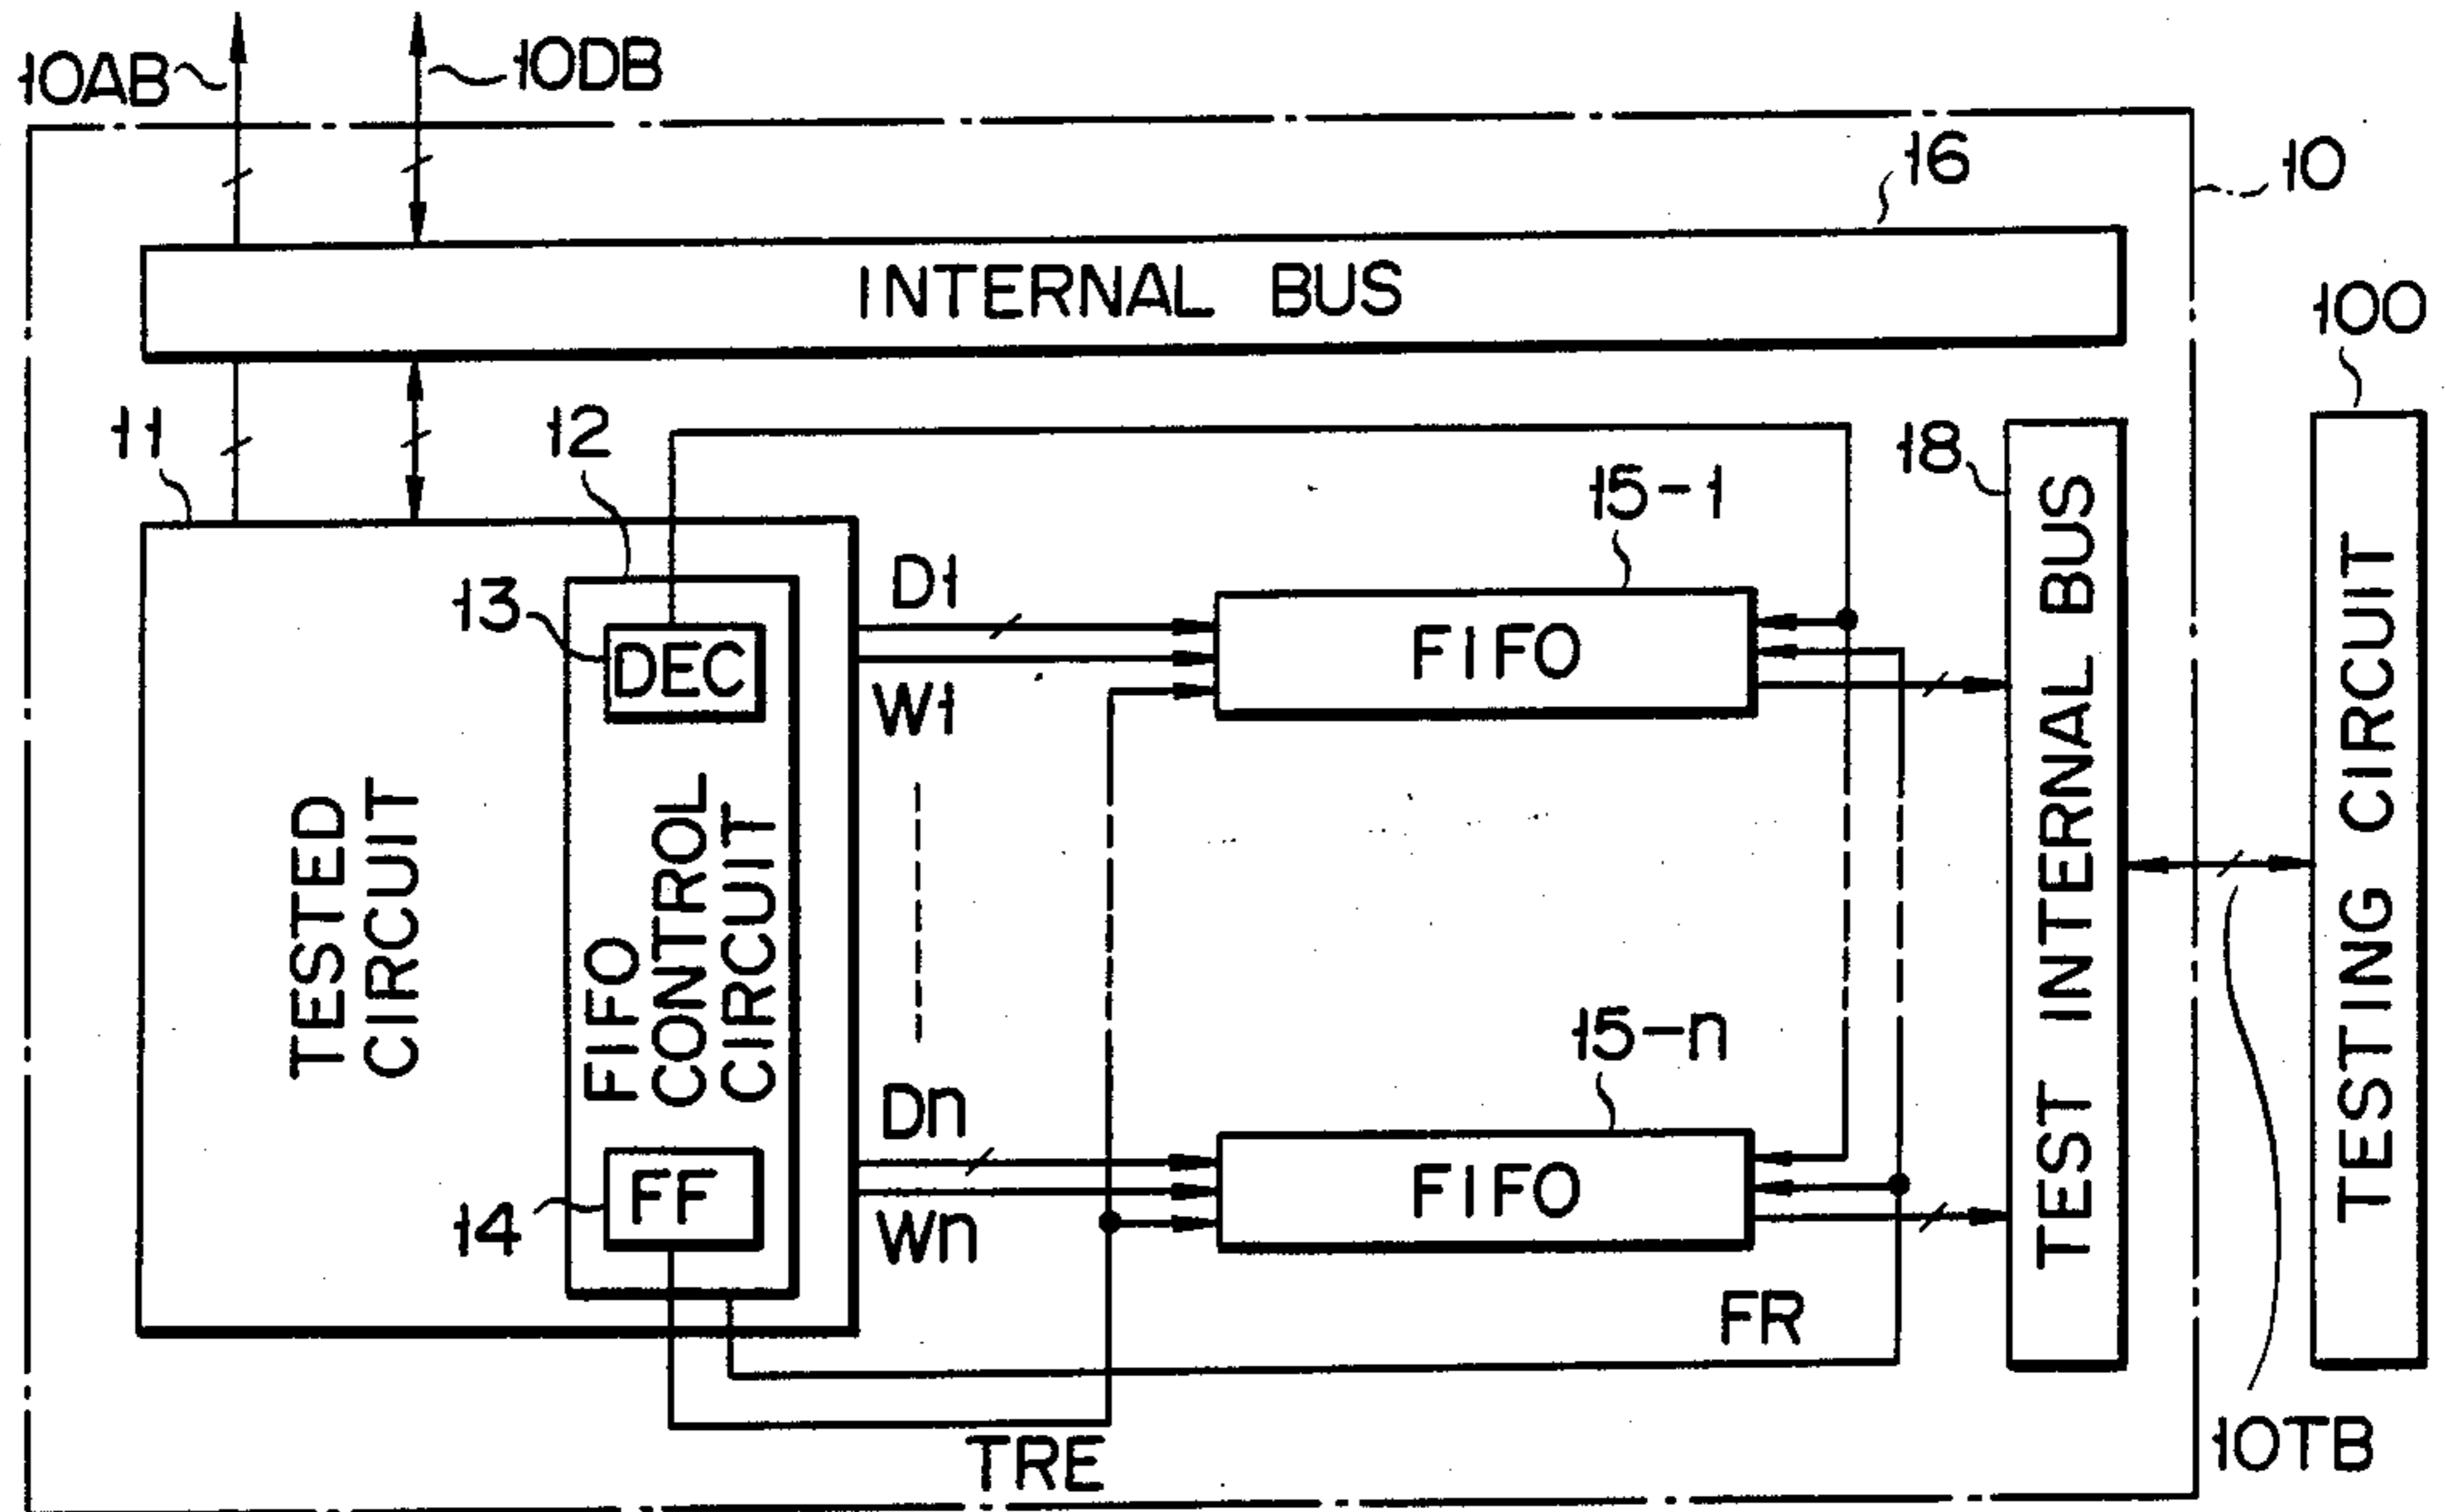 10AB
10DB
16
10
INTERNAL BUS
100
11
12
18
15-1
D1
13
DEC
FIFO
W1
TESTED
CIRCUIT
FIFO
CONTROL
CIRCUIT
TEST INTERNAL BUS
TESTING CIRCUIT
15-n
Dn
14
FF
FIFO
Wn
FR
TRE
10TB